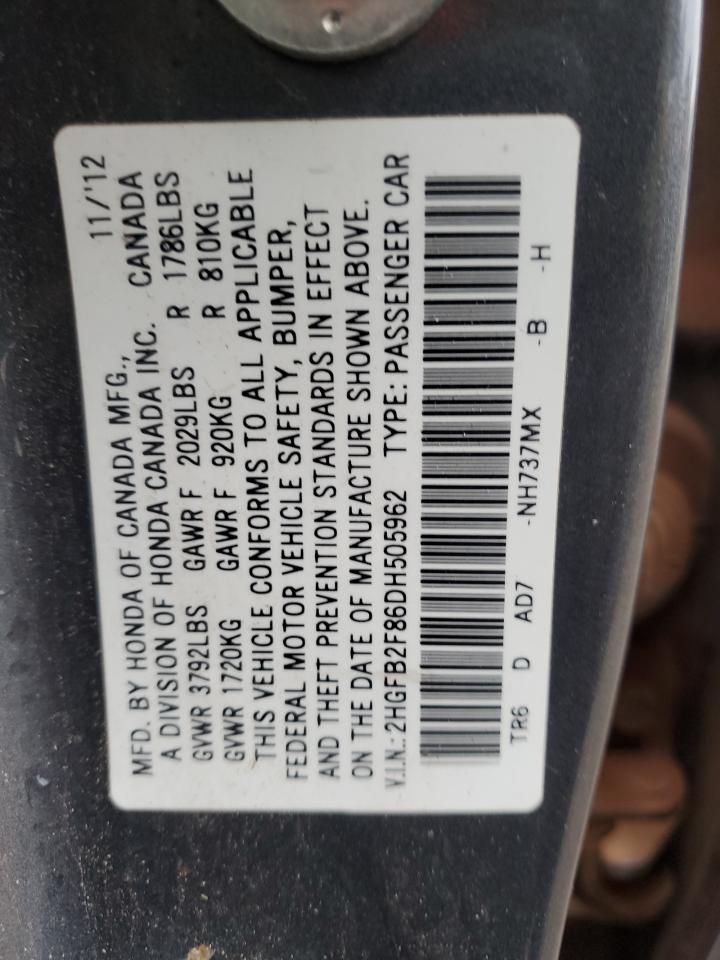 MFD. BY HONDA OF CANADA MFG., 11/'12
A DIVISION OF HONDA CANADA INC. CANADA
GVWR 3792LBS GAWR F 2029LBS R 1786LBS
GVWR 1720KG GAWR F 920KG R 810KG
THIS VEHICLE CONFORMS TO ALL APPLICABLE
FEDERAL MOTOR VEHICLE SAFETY, BUMPER,
AND THEFT PREVENTION STANDARDS IN EFFECT
ON THE DATE OF MANUFACTURE SHOWN ABOVE.
V.I.N.: 2HGFB2F86DH505962 TYPE: PASSENGER CAR
TR6 D AD7 -NH737MX -B -H